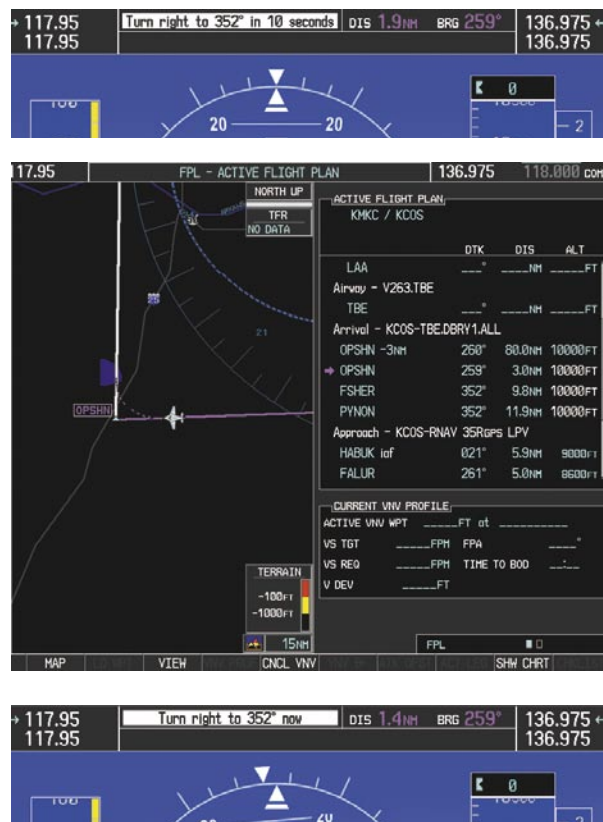 117.95 Turn right to 352° in 10 seconds DIS 1.9NM BRG 259° 136.975
117.95 136.975
0
20 20
2
17.95 FPL - ACTIVE FLIGHT PLAN 136.975 118.000 COM
NORTH UP
TFR
NO DATA
21
OPSHN
TERRAIN
-100FT
-1000FT
15NM
ACTIVE FLIGHT PLAN
KMKC / KCOS
DTK DIS ALT
LAA ___° ____NM _____FT
Airway - V263.TBE
TBE ___° ____NM _____FT
Arrival - KCOS-TBE.DBRY1.ALL
OPSHN -3NM 260° 80.0NM 10000FT
OPSHN 259° 3.0NM 10000FT
FSHER 352° 9.8NM 10000FT
PYNON 352° 11.9NM 10000FT
Approach - KCOS-RNAV 35RGPS LPV
HABUK iaf 021° 5.9NM 9000FT
FALUR 261° 5.0NM 8600FT
CURRENT VNV PROFILE
ACTIVE VNV WPT _____FT at __________
VS TGT _____FPM FPA ____°
VS REQ _____FPM TIME TO BOD __:__
V DEV _____FT
FPL
MAP VIEW CNCL VNV SHW CHRT
117.95 Turn right to 352° now DIS 1.4NM BRG 259° 136.975
117.95 136.975
0
20
2